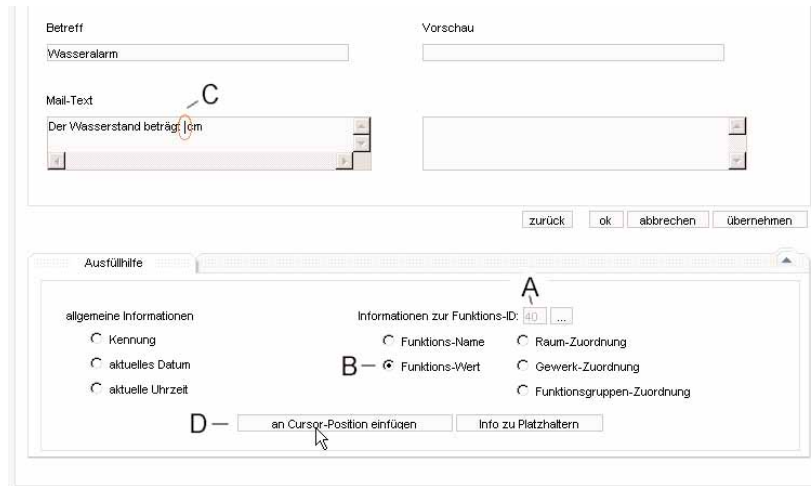 Betreff
Vorschau
Wasseralarm
Mail-Text
C
Der Wasserstand beträgt cm
zurück ok abbrechen übernehmen
Ausfüllhilfe
A
allgemeine Informationen
Informationen zur Funktions-ID: 40 ...
Kennung
Funktions-Name
Raum-Zuordnung
aktuelles Datum
B
Funktions-Wert
Gewerk-Zuordnung
aktuelle Uhrzeit
Funktionsgruppen-Zuordnung
D
an Cursor-Position einfügen
Info zu Platzhaltern